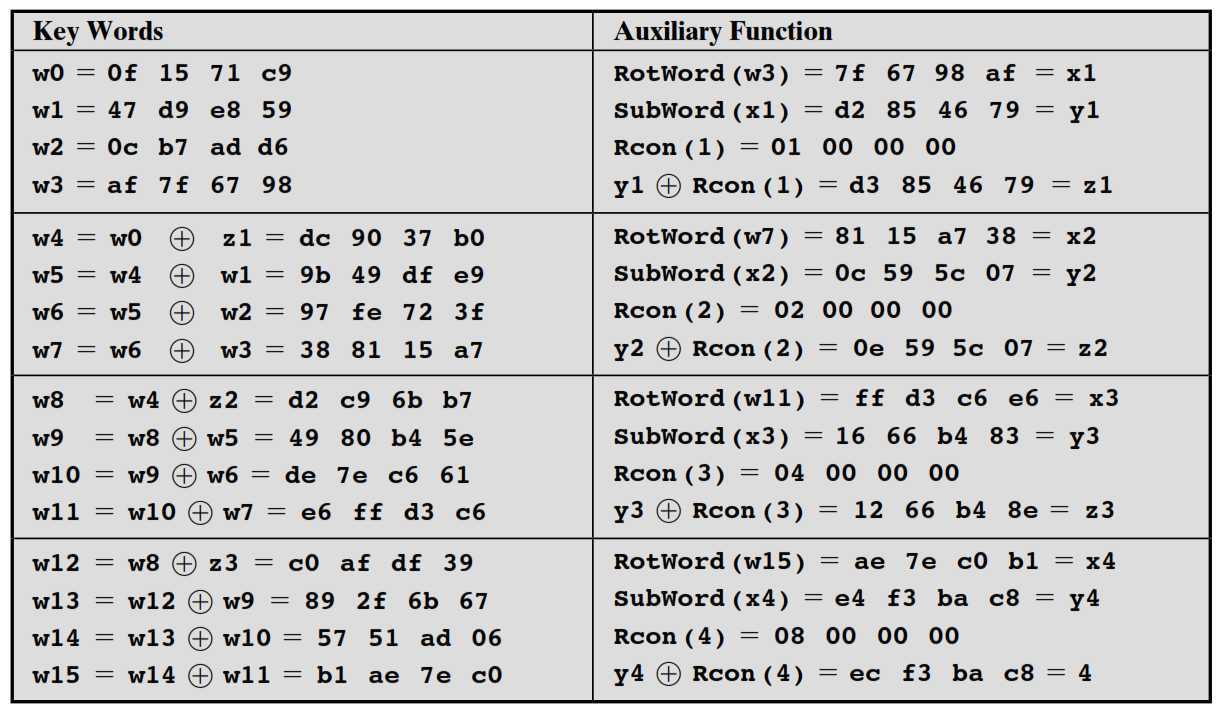 Key Words
Auxiliary Function
w0 = 0f 15 71 c9
w1 = 47 d9 e8 59
w2 = 0c b7 ad d6
w3 = af 7f 67 98
RotWord(w3) = 7f 67 98 af = x1
SubWord(x1) = d2 85 46 79 = y1
Rcon(1) = 01 00 00 00
y1 ⊕ Rcon(1) = d3 85 46 79 = z1
w4 = w0 ⊕ z1 = dc 90 37 b0
w5 = w4 ⊕ w1 = 9b 49 df e9
w6 = w5 ⊕ w2 = 97 fe 72 3f
w7 = w6 ⊕ w3 = 38 81 15 a7
RotWord(w7) = 81 15 a7 38 = x2
SubWord(x2) = 0c 59 5c 07 = y2
Rcon(2) = 02 00 00 00
y2 ⊕ Rcon(2) = 0e 59 5c 07 = z2
w8 = w4 ⊕ z2 = d2 c9 6b b7
w9 = w8 ⊕ w5 = 49 80 b4 5e
w10 = w9 ⊕ w6 = de 7e c6 61
w11 = w10 ⊕ w7 = e6 ff d3 c6
RotWord(w11) = ff d3 c6 e6 = x3
SubWord(x3) = 16 66 b4 83 = y3
Rcon(3) = 04 00 00 00
y3 ⊕ Rcon(3) = 12 66 b4 8e = z3
w12 = w8 ⊕ z3 = c0 af df 39
w13 = w12 ⊕ w9 = 89 2f 6b 67
w14 = w13 ⊕ w10 = 57 51 ad 06
w15 = w14 ⊕ w11 = b1 ae 7e c0
RotWord(w15) = ae 7e c0 b1 = x4
SubWord(x4) = e4 f3 ba c8 = y4
Rcon(4) = 08 00 00 00
y4 ⊕ Rcon(4) = ec f3 ba c8 = 4